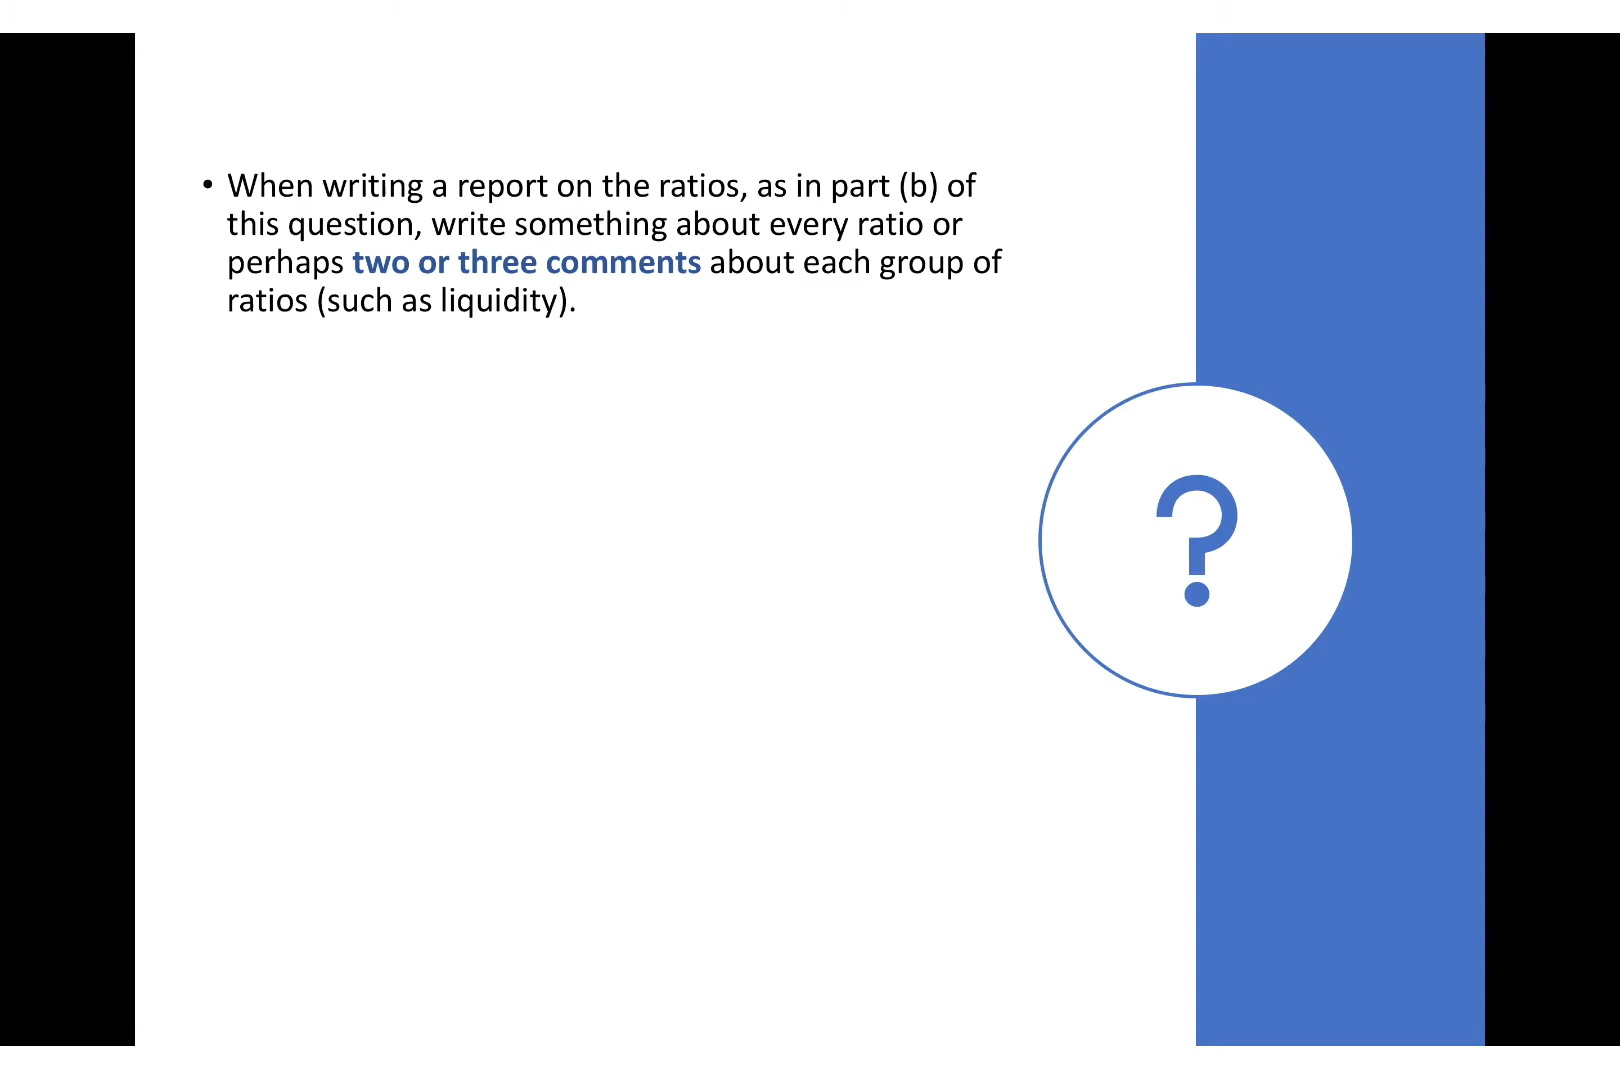 • When writing a report on the ratios, as in part (b) of
this question, write something about every ratio or
perhaps two or three comments about each group of
ratios (such as liquidity).
?